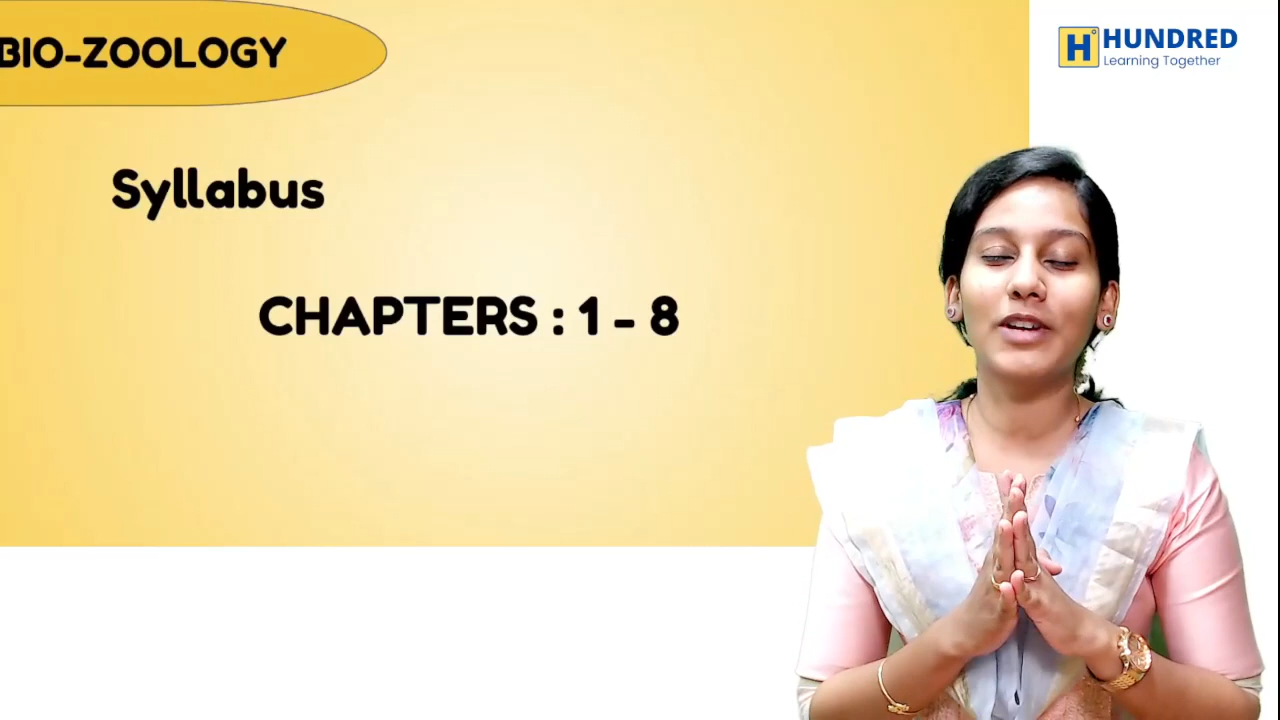 BIO-ZOOLOGY
Syllabus
CHAPTERS : 1 - 8
H HUNDRED
Learning Together